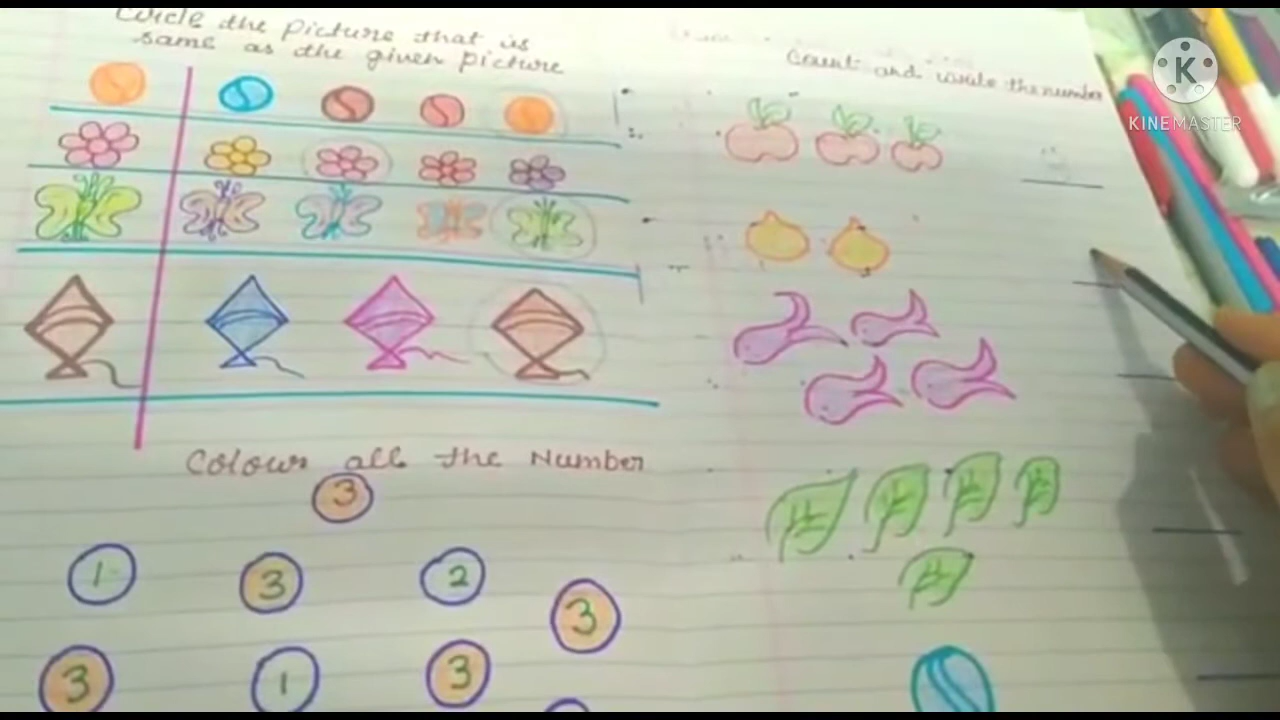 Circle the picture that is
same as the given picture
Colour all the Number
3
1
3
2
3
3
1
3
Count and write the number
K
KINEMASTER